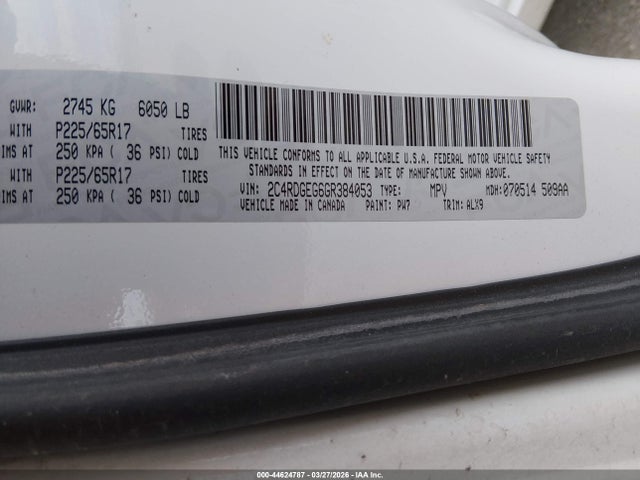 GVWR: 2745 KG 6050 LB
WITH P225/65R17 TIRES
IMS AT 250 KPA ( 36 PSI) COLD
WITH P225/65R17 TIRES
IMS AT 250 KPA ( 36 PSI) COLD
THIS VEHICLE CONFORMS TO ALL APPLICABLE U.S.A. FEDERAL MOTOR VEHICLE SAFETY
STANDARDS IN EFFECT ON THE DATE OF MANUFACTURE SHOWN ABOVE.
VIN: 2C4RDGEG6GR384053 TYPE: MPV MDH: 070514 509AA
VEHICLE MADE IN CANADA PAINT: PW7 TRIM: ALX9
000-44624787 - 03/27/2026 - IAA Inc.